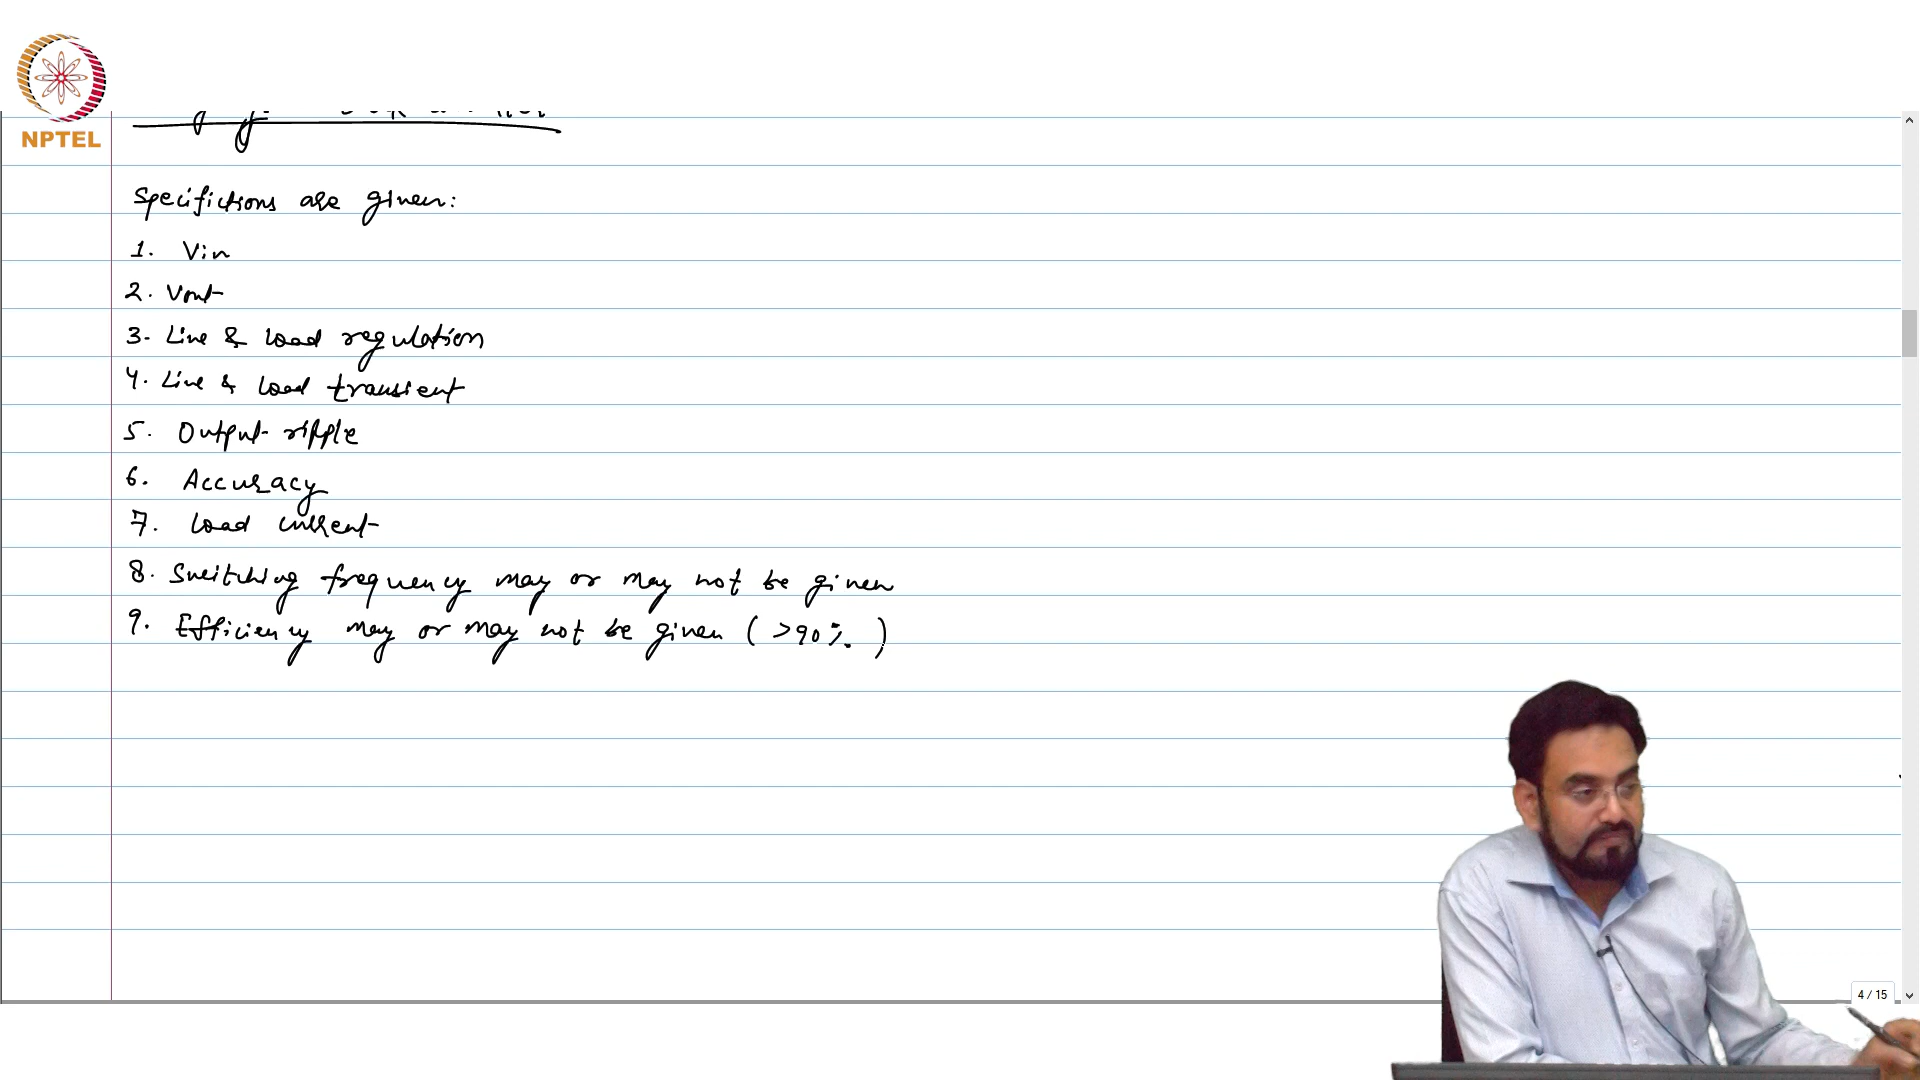 NPTEL
Specifictions are given:
1. Vin
2. Vout
3. Line & Load regulation
4. Line & Load transient
5. Output ripple
6. Accuracy
7. Load current
8. Switching frequency may or may not be given
9. Efficiency may or may not be given ( >90% )
4 / 15